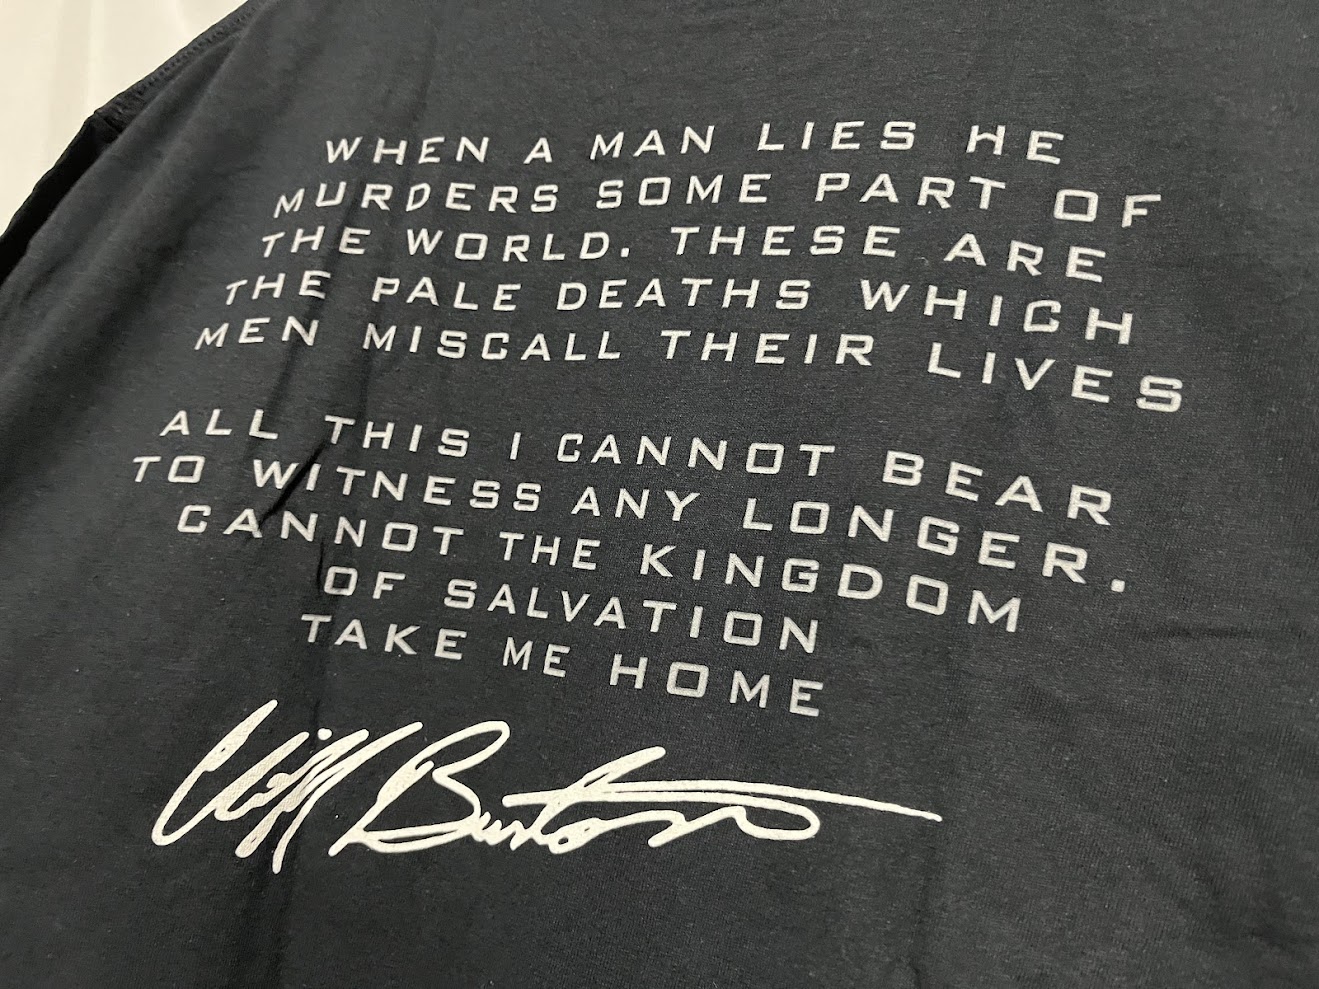 WHEN A MAN LIES HE
MURDERS SOME PART OF
THE WORLD. THESE ARE
THE PALE DEATHS WHICH
MEN MISCALL THEIR LIVES
ALL THIS I CANNOT BEAR
TO WITNESS ANY LONGER.
CANNOT THE KINGDOM
OF SALVATION
TAKE ME HOME
Cliff Burton